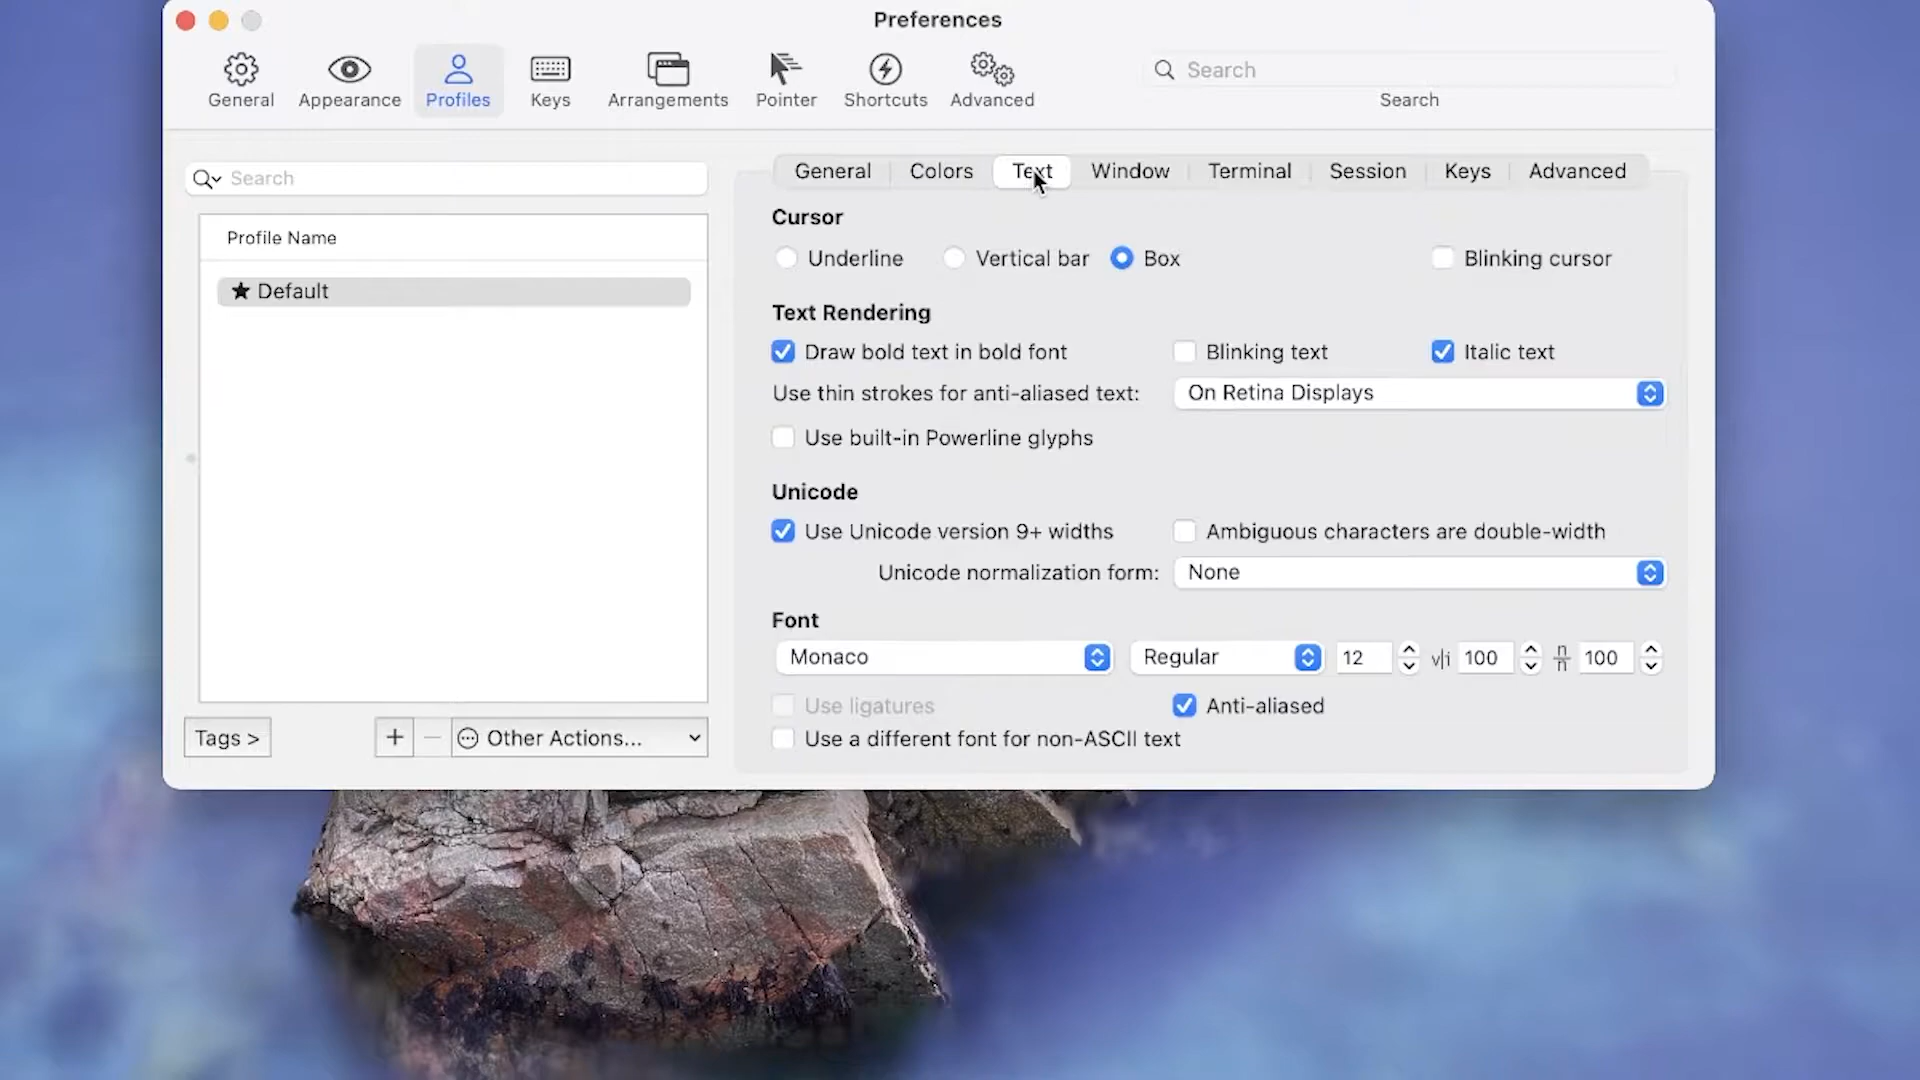 Preferences
General Appearance Profiles Keys Arrangements Pointer Shortcuts Advanced
Search
Search
Search
Profile Name
★ Default
Tags >
+ − Other Actions...
General Colors Text Window Terminal Session Keys Advanced
Cursor
Underline Vertical bar Box Blinking cursor
Text Rendering
Draw bold text in bold font Blinking text Italic text
Use thin strokes for anti-aliased text: On Retina Displays
Use built-in Powerline glyphs
Unicode
Use Unicode version 9+ widths Ambiguous characters are double-width
Unicode normalization form: None
Font
Monaco Regular 12 v|i 100 n/n 100
Use ligatures Anti-aliased
Use a different font for non-ASCII text